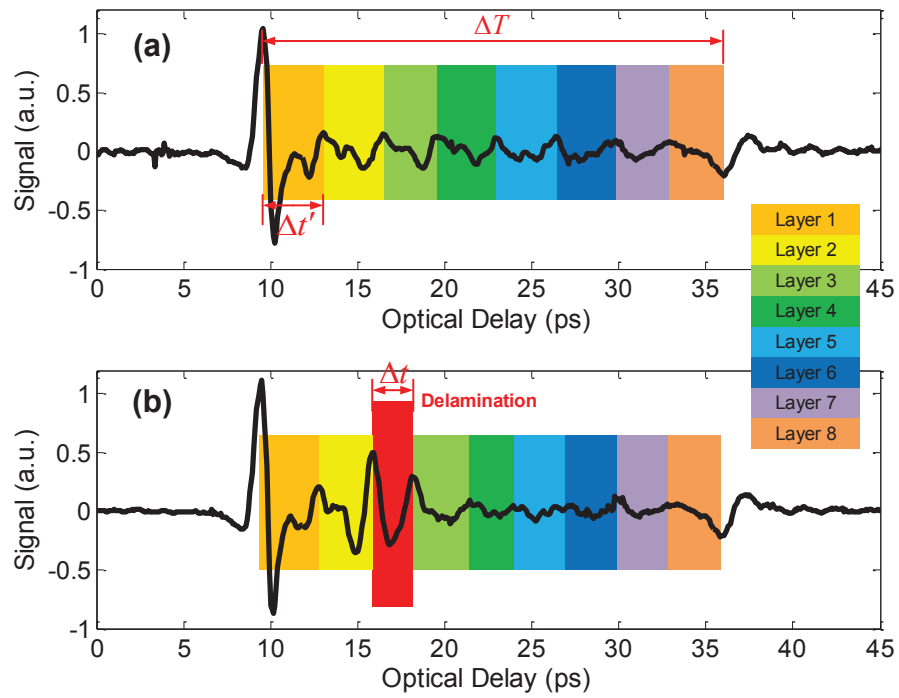 (a)
ΔT
Δt′
Signal (a.u.)
1
0.5
0
-0.5
-1
0 5 10 15 20 25 30 35 40 45
Optical Delay (ps)
Layer 1
Layer 2
Layer 3
Layer 4
Layer 5
Layer 6
Layer 7
Layer 8
(b)
Δt
Delamination
Signal (a.u.)
1
0.5
0
-0.5
-1
0 5 10 15 20 25 30 35 40 45
Optical Delay (ps)